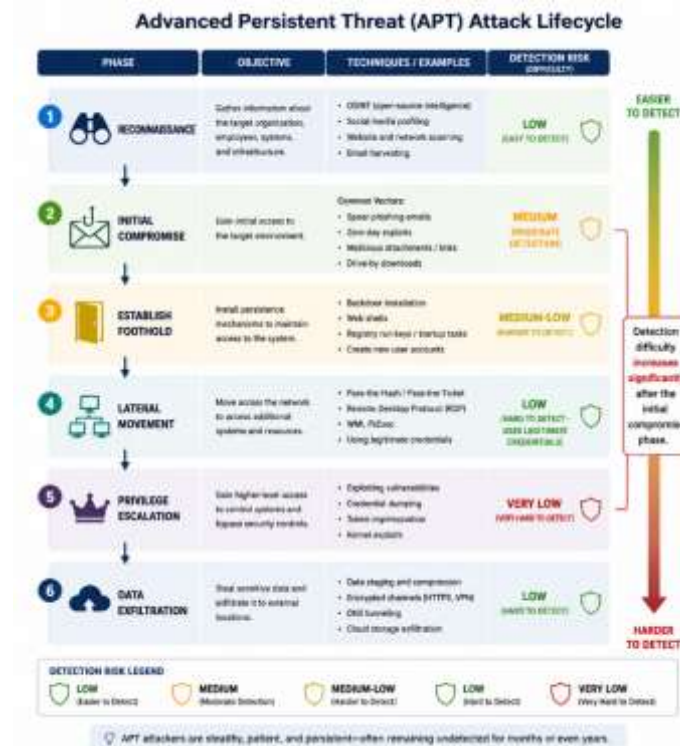 Advanced Persistent Threat (APT) Attack Lifecycle
PHASE
OBJECTIVE
TECHNIQUES / EXAMPLES
DETECTION RISK
(DIFFICULTY)
1
RECONNAISSANCE
Gather information about
the target organization,
employees, systems,
and infrastructure.
• OSINT (open-source intelligence)
• Social media profiling
• Website and network scanning
• Email harvesting
LOW
(EASY TO DETECT)
2
INITIAL
COMPROMISE
Gain initial access to
the target environment.
Common Vectors:
• Spear phishing emails
• Zero-day exploits
• Malicious attachments / links
• Drive-by downloads
MEDIUM
(MODERATE
DETECTION)
3
ESTABLISH
FOOTHOLD
Install persistence
mechanisms to maintain
access to the system.
• Backdoor installation
• Web shells
• Registry run keys / startup tasks
• Create new user accounts
MEDIUM-LOW
(HARDER TO DETECT)
4
LATERAL
MOVEMENT
Move across the network
to access additional
systems and resources.
• Pass-the-Hash / Pass-the-Ticket
• Remote Desktop Protocol (RDP)
• WMI, PsExec
• Using legitimate credentials
LOW
(HARD TO DETECT -
USES LEGITIMATE
CREDENTIALS)
5
PRIVILEGE
ESCALATION
Gain higher-level access
to control systems and
bypass security controls.
• Exploiting vulnerabilities
• Credential dumping
• Token impersonation
• Kernel exploits
VERY LOW
(VERY HARD TO DETECT)
6
DATA
EXFILTRATION
Steal sensitive data and
exfiltrate it to external
locations.
• Data staging and compression
• Encrypted channels (HTTPS, VPN)
• DNS tunneling
• Cloud storage exfiltration
LOW
(HARD TO DETECT)
EASIER
TO DETECT
Detection
difficulty
increases
after the
initial
compromise
phase.
HARDER
TO DETECT
DETECTION RISK LEGEND
LOW
(Easier to Detect)
MEDIUM
(Moderate Detection)
MEDIUM-LOW
(Harder to Detect)
LOW
(Hard to Detect)
VERY LOW
(Very Hard to Detect)
APT attackers are stealthy, patient, and persistent—often remaining undetected for months or even years.